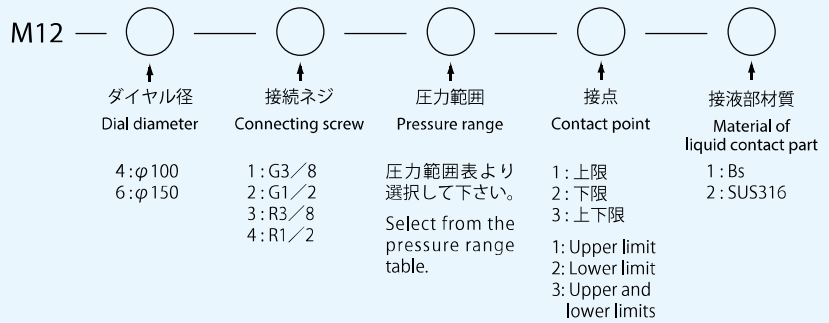 M12
ダイヤル径
Dial diameter
4 : φ 100
6 : φ 150
接続ネジ
Connecting screw
1 : G3／8
2 : G1／2
3 : R3／8
4 : R1／2
圧力範囲
Pressure range
圧力範囲表より
選択して下さい。
Select from the
pressure range
table.
接点
Contact point
1 : 上限
2 : 下限
3 : 上下限
1: Upper limit
2: Lower limit
3: Upper and
lower limits
接液部材質
Material of
liquid contact part
1 : Bs
2 : SUS316